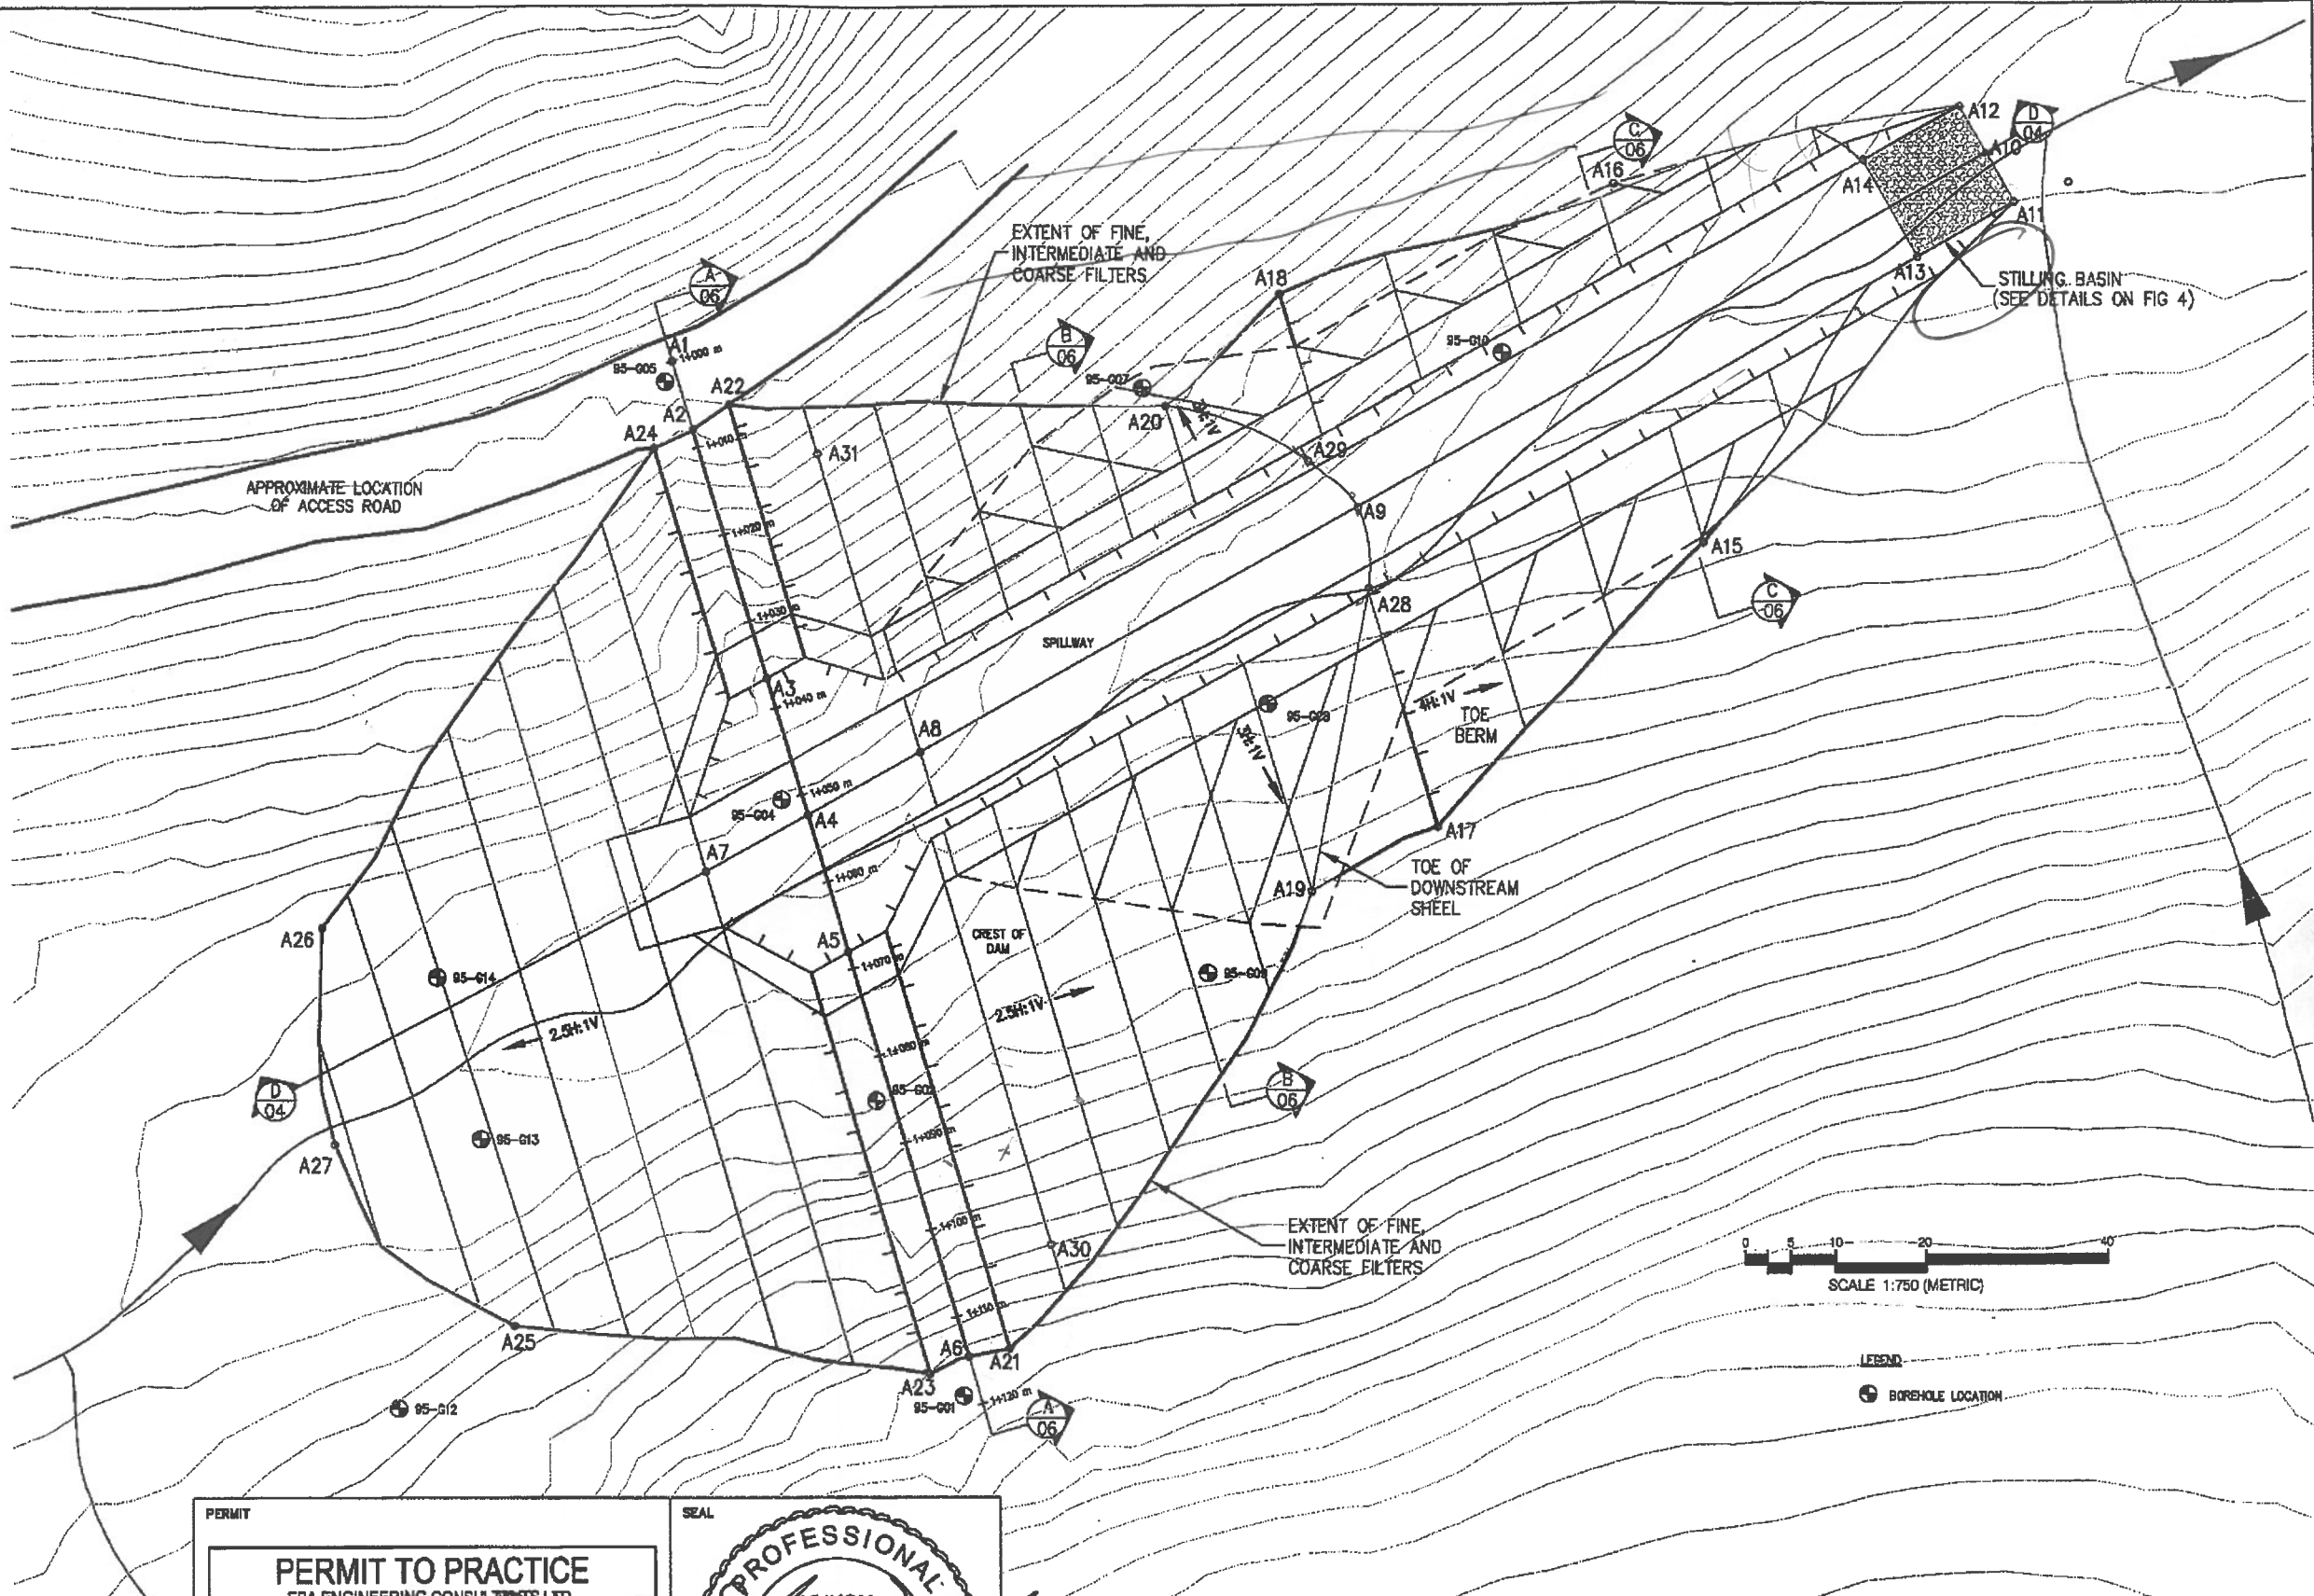 A12
D
04
C
06
A10
A16
A14
A11
EXTENT OF FINE,
INTERMEDIATE AND
COARSE FILTERS
A13
STILLING BASIN
(SEE DETAILS ON FIG 4)
A
06
A18
A1
1+000 m
B
06
95-G10
95-G05
95-G07
A22
A2
A20
A24
1+010 m
A31
A29
APPROXIMATE LOCATION
OF ACCESS ROAD
A9
1+020 m
A15
A28
C
06
1+030 m
SPILLWAY
A3
1+040 m
4H:1V
TOE
BERM
A8
1+050 m
95-G04
A4
A17
A7
TOE OF
DOWNSTREAM
SHEEL
A19
A26
A5
CREST OF
DAM
1+070 m
95-G14
95-G09
2.5H:1V
2.5H:1V
D
04
B
06
95-G02
95-G13
1+090 m
A27
1+100 m
A30
EXTENT OF FINE,
INTERMEDIATE AND
COARSE FILTERS
0 5 10 20 40
SCALE 1:750 (METRIC)
1+110 m
A25
A6
A21
A23
LEGEND
BOREHOLE LOCATION
95-G12
95-G01
1+120 m
A
06
PERMIT
SEAL
PROFESSIONAL
PERMIT TO PRACTICE